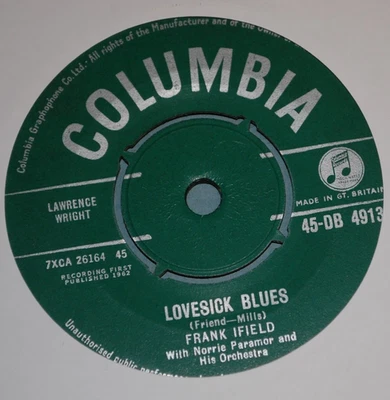 Columbia Graphophone Co. Ltd. All rights of the Manufacturer and of the
COLUMBIA
LAWRENCE
WRIGHT
MADE IN GT. BRITAIN
45-DB 4913
7XCA 26164 45
RECORDING FIRST
PUBLISHED 1962
LOVESICK BLUES
(Friend—Mills)
FRANK IFIELD
With Norrie Paramor and
His Orchestra
Unauthorised public